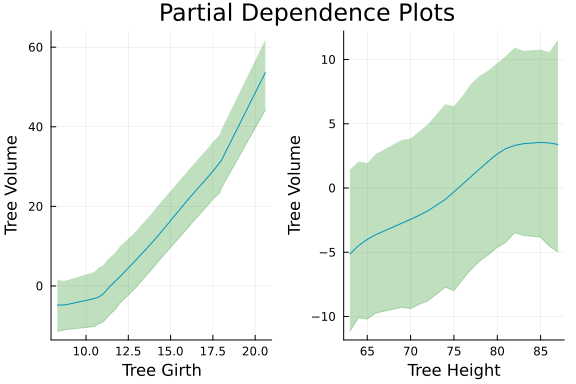 Partial Dependence Plots
Tree Volume
60
40
20
0
10.0 12.5 15.0 17.5 20.0
Tree Girth
Tree Volume
10
5
0
−5
−10
65 70 75 80 85
Tree Height